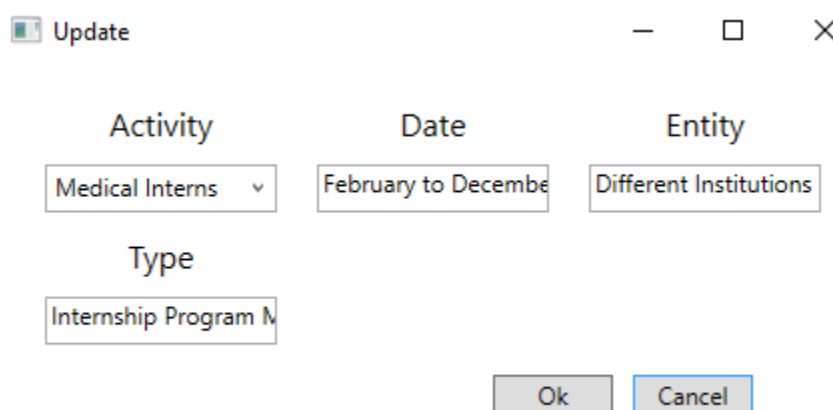 Update
Activity Date Entity
Medical Interns February to Decembe Different Institutions
Type
Internship Program
Ok Cancel